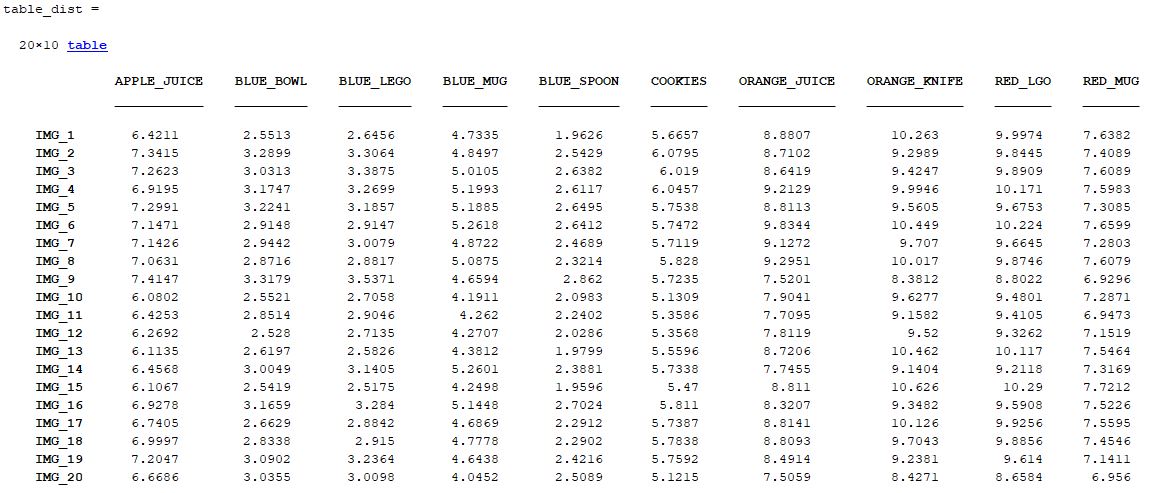 table_dist =
20×10 table
APPLE_JUICE BLUE_BOWL BLUE_LEGO BLUE_MUG BLUE_SPOON COOKIES ORANGE_JUICE ORANGE_KNIFE RED_LGO RED_MUG
IMG_1 6.4211 2.5513 2.6456 4.7335 1.9626 5.6657 8.8807 10.263 9.9974 7.6382
IMG_2 7.3415 3.2899 3.3064 4.8497 2.5429 6.0795 8.7102 9.2989 9.8445 7.4089
IMG_3 7.2623 3.0313 3.3875 5.0105 2.6382 6.019 8.6419 9.4247 9.8909 7.6089
IMG_4 6.9195 3.1747 3.2699 5.1993 2.6117 6.0457 9.2129 9.9946 10.171 7.5983
IMG_5 7.2991 3.2241 3.1857 5.1885 2.6495 5.7538 8.8113 9.5605 9.6753 7.3085
IMG_6 7.1471 2.9148 2.9147 5.2618 2.6412 5.7472 9.8344 10.449 10.224 7.6599
IMG_7 7.1426 2.9442 3.0079 4.8722 2.4689 5.7119 9.1272 9.707 9.6645 7.2803
IMG_8 7.0631 2.8716 2.8817 5.0875 2.3214 5.828 9.2951 10.017 9.8746 7.6079
IMG_9 7.4147 3.3179 3.5371 4.6594 2.862 5.7235 7.5201 8.3812 8.8022 6.9296
IMG_10 6.0802 2.5521 2.7058 4.1911 2.0983 5.1309 7.9041 9.6277 9.4801 7.2871
IMG_11 6.4253 2.8514 2.9046 4.262 2.2402 5.3586 7.7095 9.1582 9.4105 6.9473
IMG_12 6.2692 2.528 2.7135 4.2707 2.0286 5.3568 7.8119 9.52 9.3262 7.1519
IMG_13 6.1135 2.6197 2.5826 4.3812 1.9799 5.5596 8.7206 10.462 10.117 7.5464
IMG_14 6.4568 3.0049 3.1405 5.2601 2.3881 5.7338 7.7455 9.1404 9.2118 7.3169
IMG_15 6.1067 2.5419 2.5175 4.2498 1.9596 5.47 8.811 10.626 10.29 7.7212
IMG_16 6.9278 3.1659 3.284 5.1448 2.7024 5.811 8.3207 9.3482 9.5908 7.5226
IMG_17 6.7405 2.6629 2.8842 4.6869 2.2912 5.7387 8.8141 10.126 9.9256 7.5595
IMG_18 6.9997 2.8338 2.915 4.7778 2.2902 5.7838 8.8093 9.7043 9.8856 7.4546
IMG_19 7.2047 3.0902 3.2364 4.6438 2.4216 5.7592 8.4914 9.2381 9.614 7.1411
IMG_20 6.6686 3.0355 3.0098 4.0452 2.5089 5.1215 7.5059 8.4271 8.6584 6.956